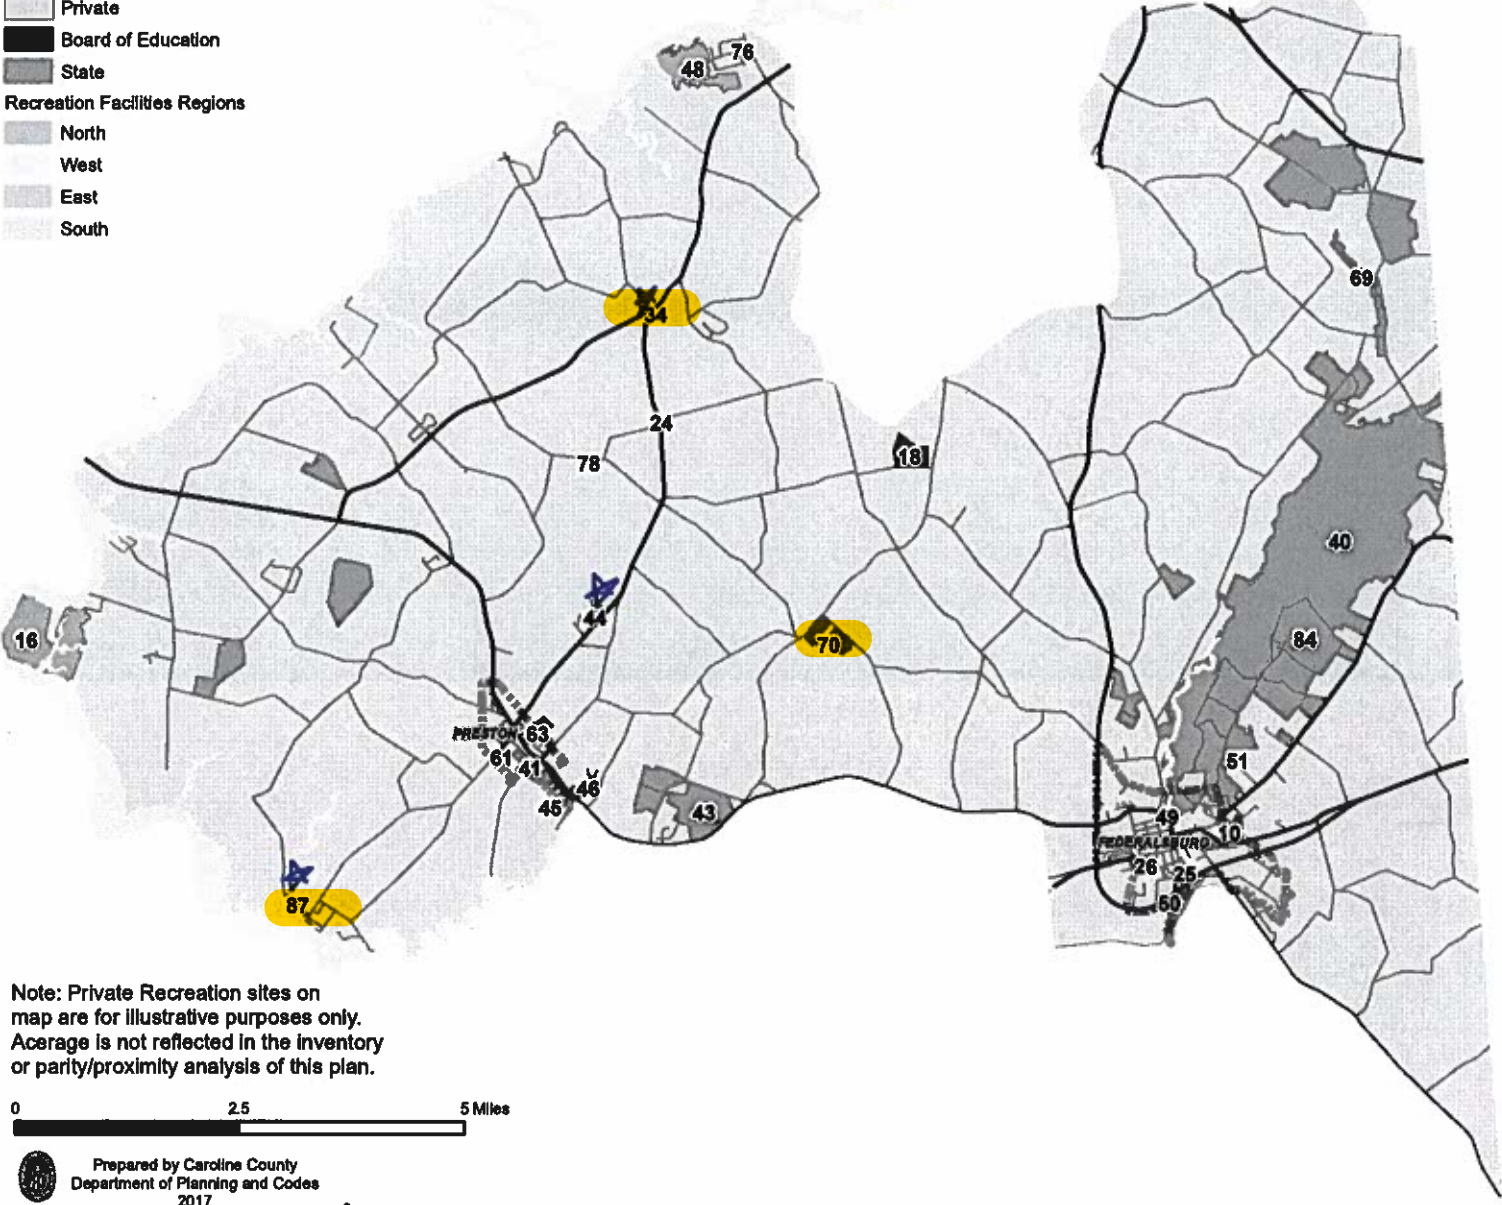 Private
Board of Education
State
Recreation Facilities Regions
North
West
East
South
76
48
69
34
24
78
18
40
44
16
84
70
PRESTON
63
61
41
51
46
45
43
49
10
FEDERALSBURG
26
25
50
87
Note: Private Recreation sites on
map are for illustrative purposes only.
Acerage is not reflected in the inventory
or parity/proximity analysis of this plan.
0 2.5 5 Miles
Prepared by Caroline County
Department of Planning and Codes
2017